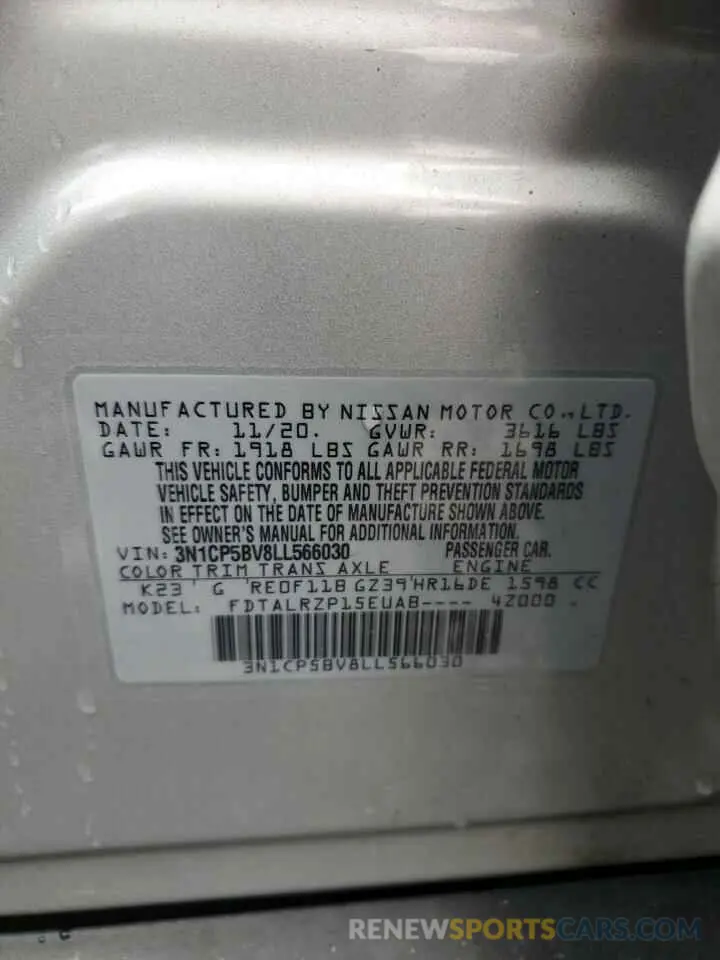 MANUFACTURED BY NISSAN MOTOR CO., LTD.
DATE: 11/20. GVWR: 3616 LBS
GAWR FR: 1918 LBS GAWR RR: 1698 LBS
THIS VEHICLE CONFORMS TO ALL APPLICABLE FEDERAL MOTOR
VEHICLE SAFETY, BUMPER AND THEFT PREVENTION STANDARDS
IN EFFECT ON THE DATE OF MANUFACTURE SHOWN ABOVE.
SEE OWNER'S MANUAL FOR ADDITIONAL INFORMATION.
VIN: 3N1CP5BV8LL566030 PASSENGER CAR.
COLOR TRIM TRANS AXLE ENGINE
K23 ' G 'RE0F11B GZ39'HR16DE 1598 CC
MODEL: FDTALRZP15EUAB---- 42000 .
3N1CP5BV8LL566030
RENEWSPORTSCARS.COM